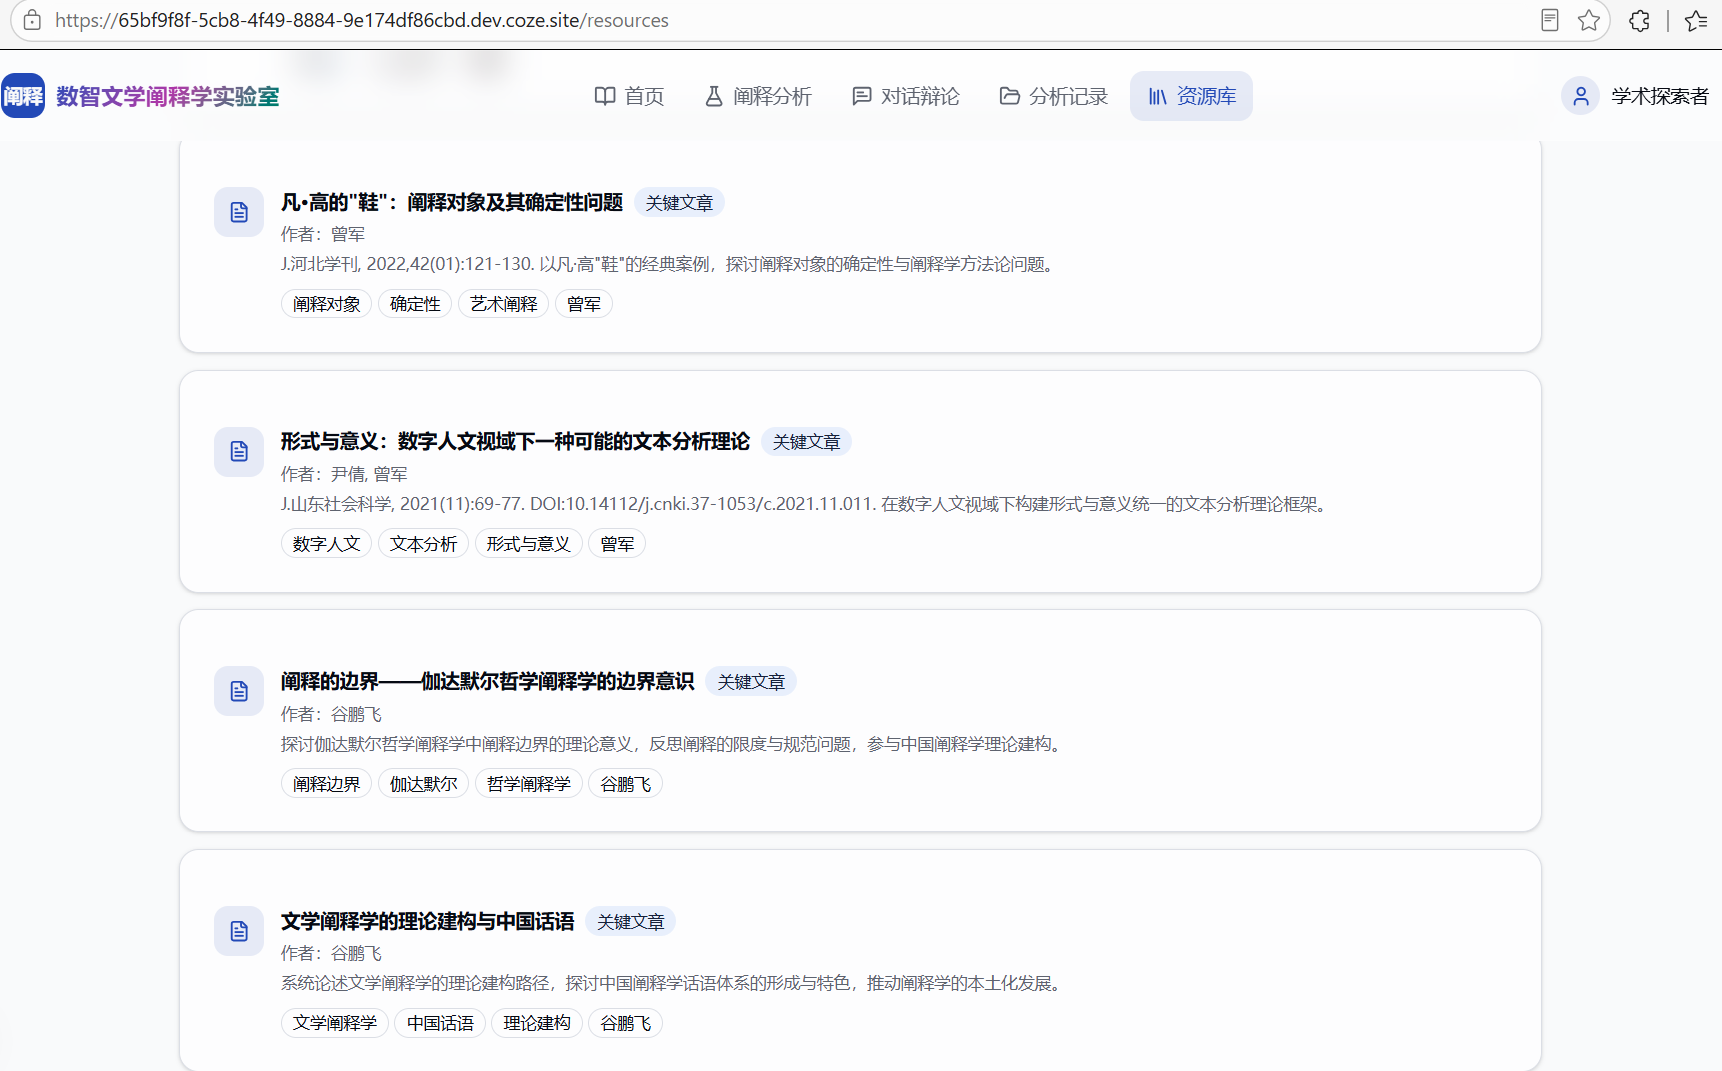 https://65bf9f8f-5cb8-4f49-8884-9e174df86cbd.dev.coze.site/resources
阐释 数智文学阐释学实验室 首页 阐释分析 对话辩论 分析记录 资源库 学术探索者
凡·高的"鞋"：阐释对象及其确定性问题 关键文章
作者：曾军
J.河北学刊, 2022,42(01):121-130. 以凡·高"鞋"的经典案例，探讨阐释对象的确定性与阐释学方法论问题。
阐释对象 确定性 艺术阐释 曾军
形式与意义：数字人文视域下一种可能的文本分析理论 关键文章
作者：尹倩, 曾军
J.山东社会科学, 2021(11):69-77. DOI:10.14112/j.cnki.37-1053/c.2021.11.011. 在数字人文视域下构建形式与意义统一的文本分析理论框架。
数字人文 文本分析 形式与意义 曾军
阐释的边界——伽达默尔哲学阐释学的边界意识 关键文章
作者：谷鹏飞
探讨伽达默尔哲学阐释学中阐释边界的理论意义，反思阐释的限度与规范问题，参与中国阐释学理论建构。
阐释边界 伽达默尔 哲学阐释学 谷鹏飞
文学阐释学的理论建构与中国话语 关键文章
作者：谷鹏飞
系统论述文学阐释学的理论建构路径，探讨中国阐释学话语体系的形成与特色，推动阐释学的本土化发展。
文学阐释学 中国话语 理论建构 谷鹏飞